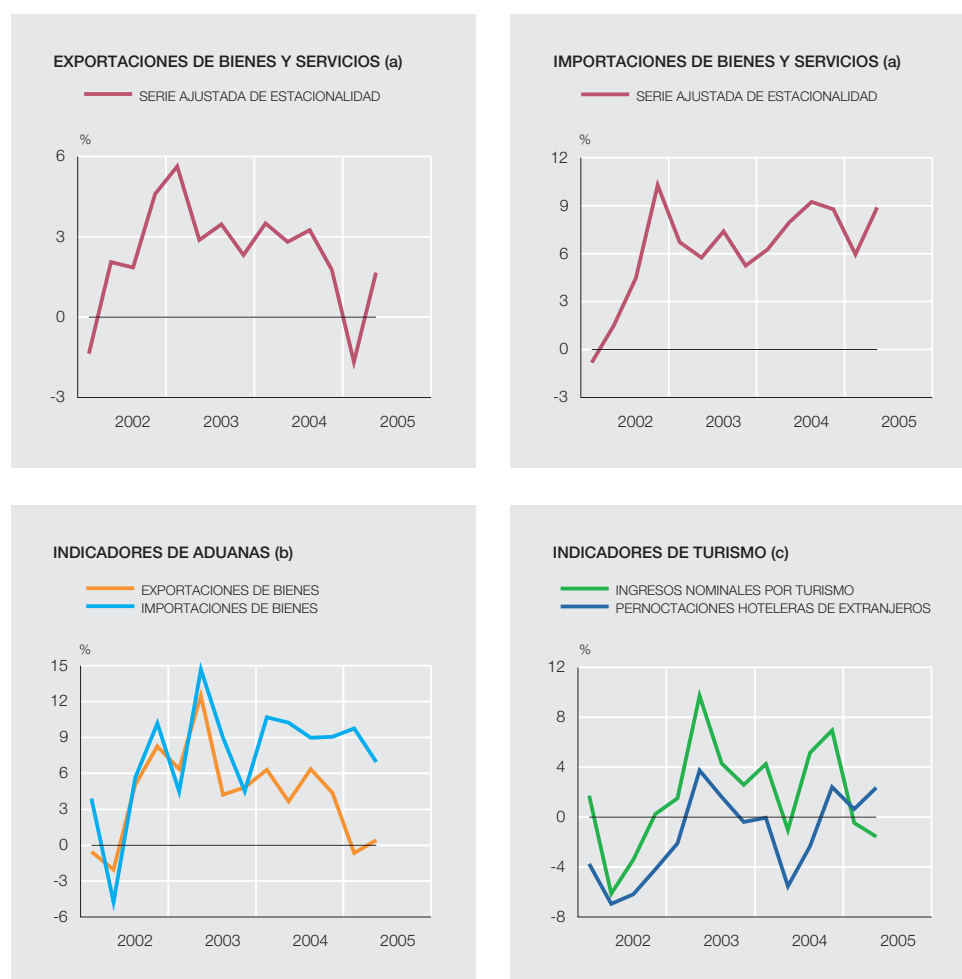 EXPORTACIONES DE BIENES Y SERVICIOS (a)
SERIE AJUSTADA DE ESTACIONALIDAD
%
6
3
0
-3
2002 2003 2004 2005
IMPORTACIONES DE BIENES Y SERVICIOS (a)
SERIE AJUSTADA DE ESTACIONALIDAD
%
12
9
6
3
0
-3
2002 2003 2004 2005
INDICADORES DE ADUANAS (b)
EXPORTACIONES DE BIENES
IMPORTACIONES DE BIENES
%
15
12
9
6
3
0
-3
-6
2002 2003 2004 2005
INDICADORES DE TURISMO (c)
INGRESOS NOMINALES POR TURISMO
PERNOCTACIONES HOTELERAS DE EXTRANJEROS
%
12
8
4
0
-4
-8
2002 2003 2004 2005